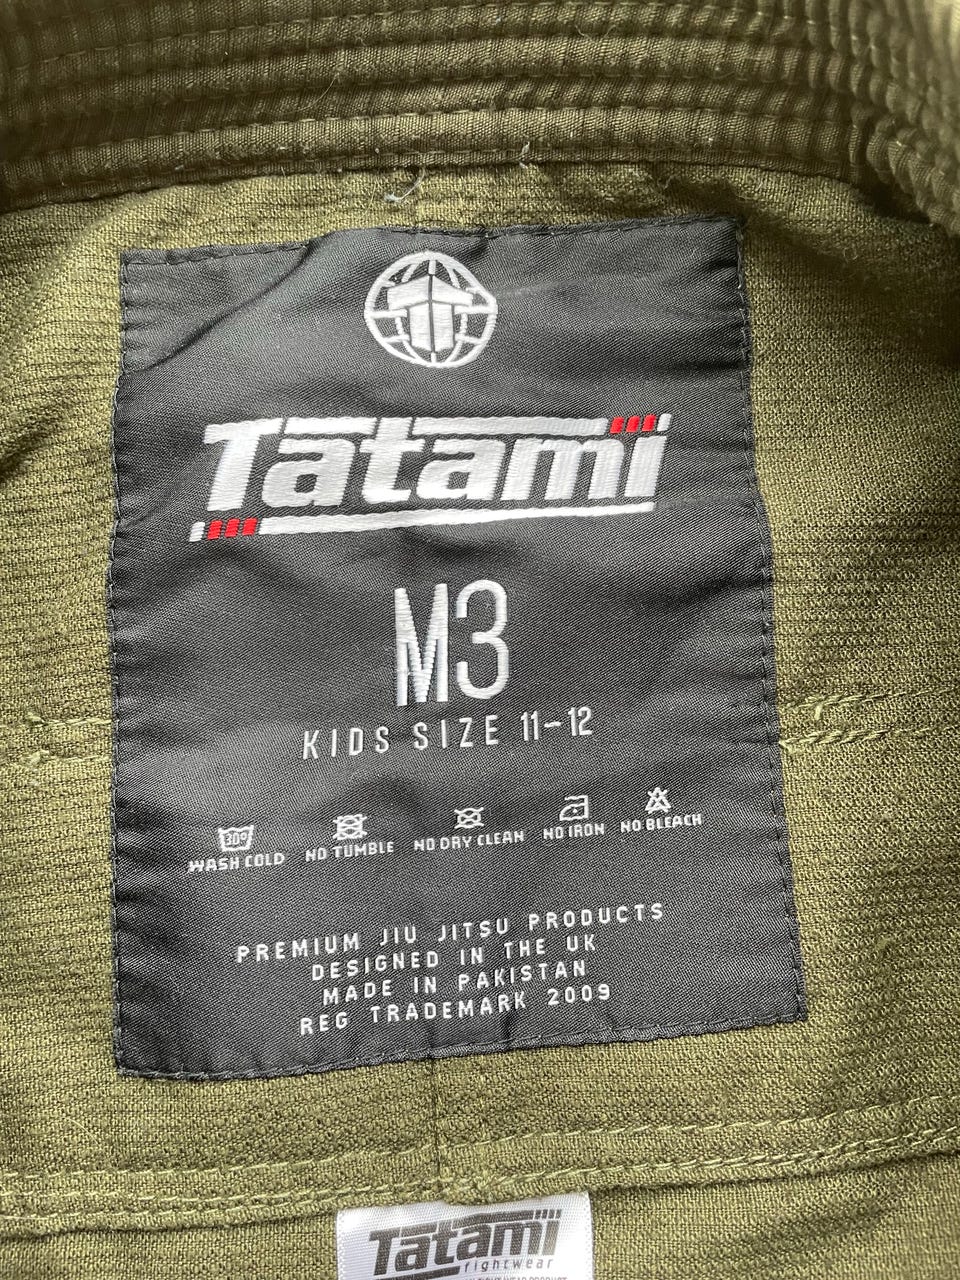 Tatami
M3
KIDS SIZE 11-12
30°
WASH COLD NO TUMBLE NO DRY CLEAN NO IRON NO BLEACH
PREMIUM JIU JITSU PRODUCTS
DESIGNED IN THE UK
MADE IN PAKISTAN
REG TRADEMARK 2009
Tatami
fightwear